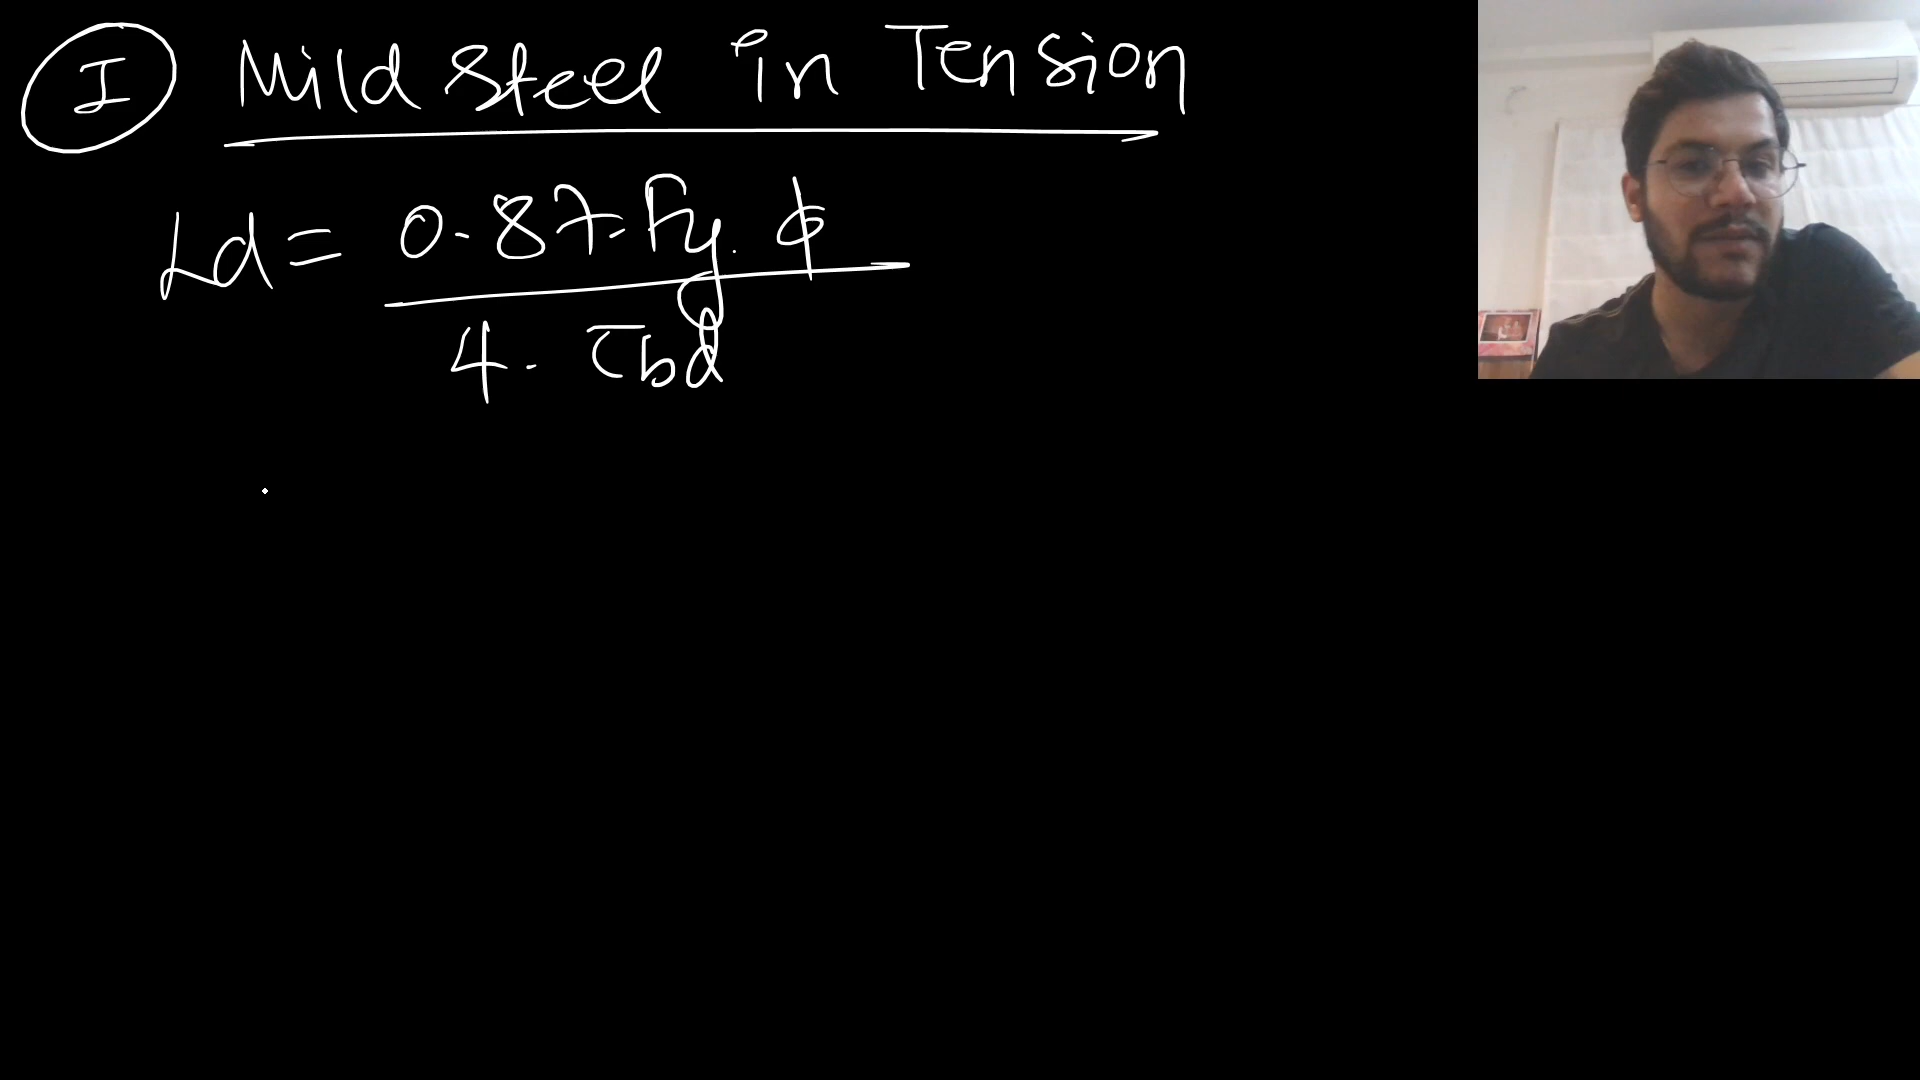 I Mild Steel in Tension
Ld = 0.87. Fy. ϕ
4. τbd